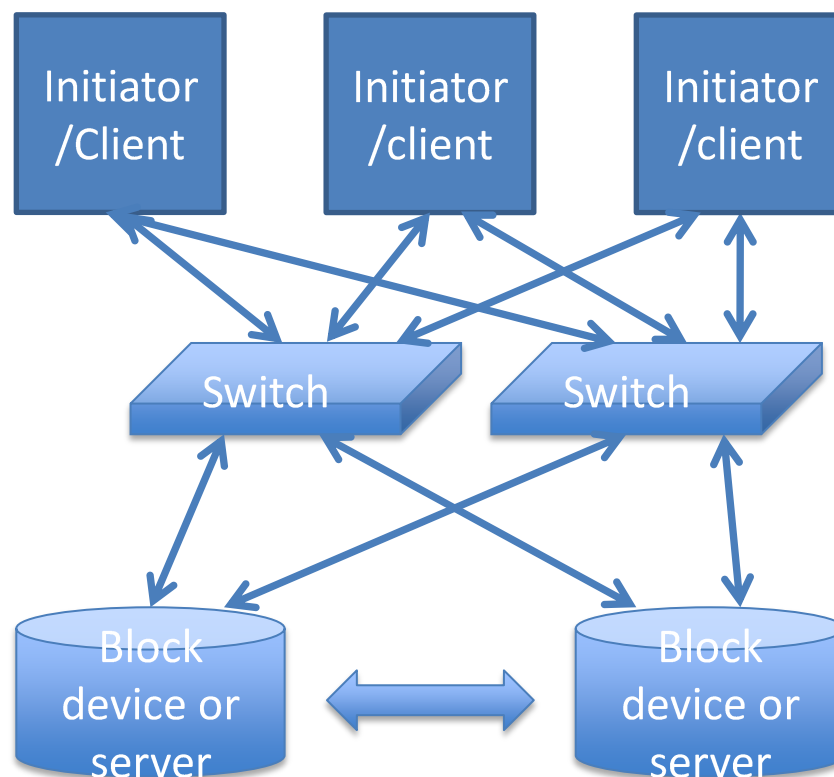 Initiator
/Client
Initiator
/client
Initiator
/client
Switch
Switch
Block
device or
server
Block
device or
server